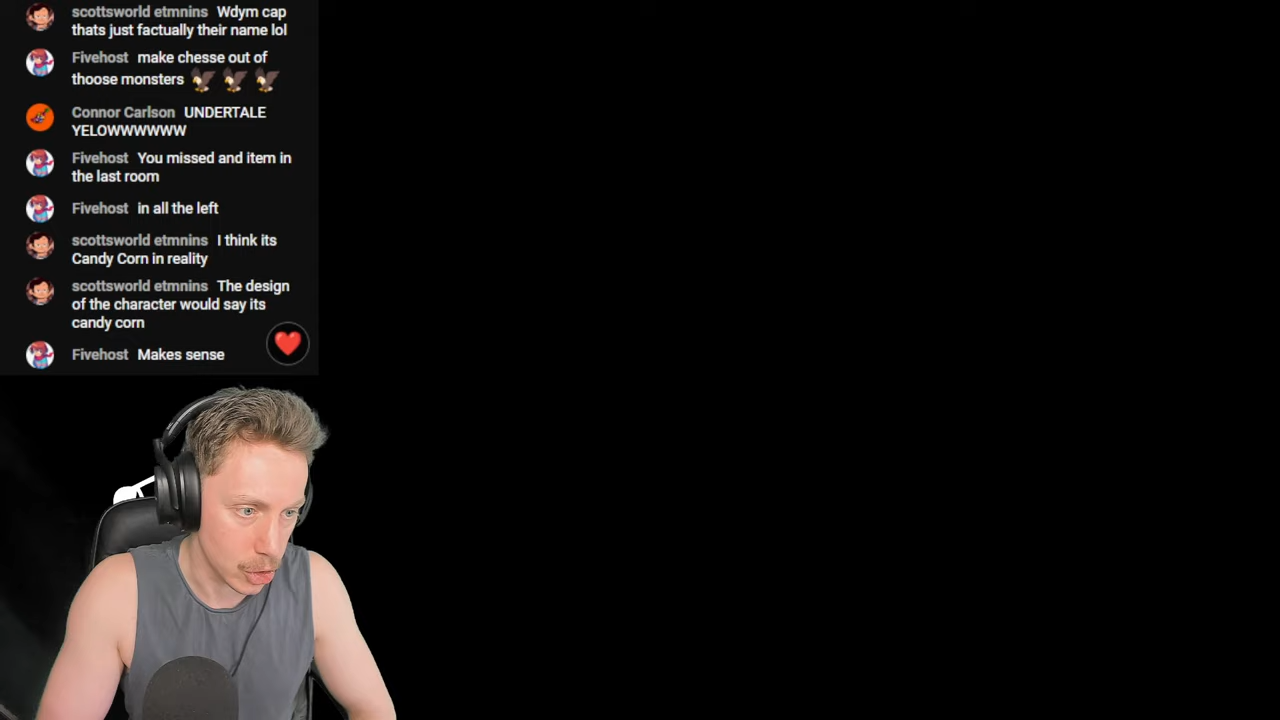 scottsworld etmnins Wdym cap
thats just factually their name lol
Fivehost make chesse out of
thoose monsters
Connor Carlson UNDERTALE
YELOWWWWWW
Fivehost You missed and item in
the last room
Fivehost in all the left
scottsworld etmnins I think its
Candy Corn in reality
scottsworld etmnins The design
of the character would say its
candy corn
Fivehost Makes sense